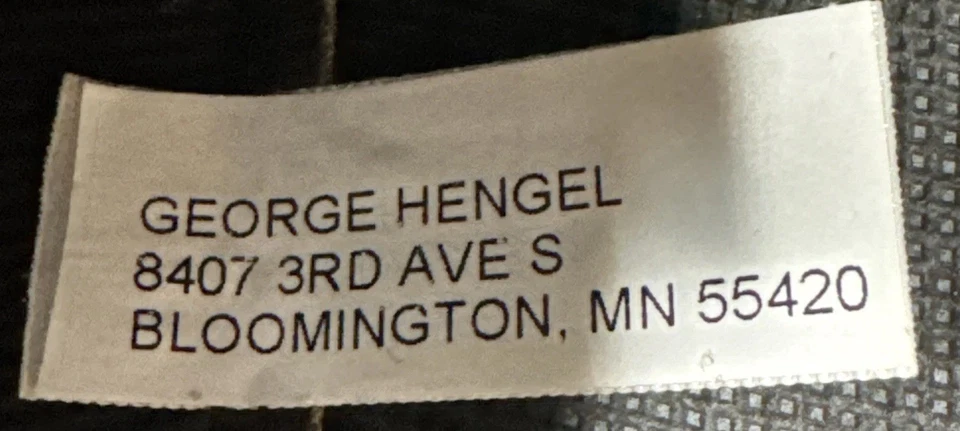 GEORGE HENGEL
8407 3RD AVE S
BLOOMINGTON, MN 55420